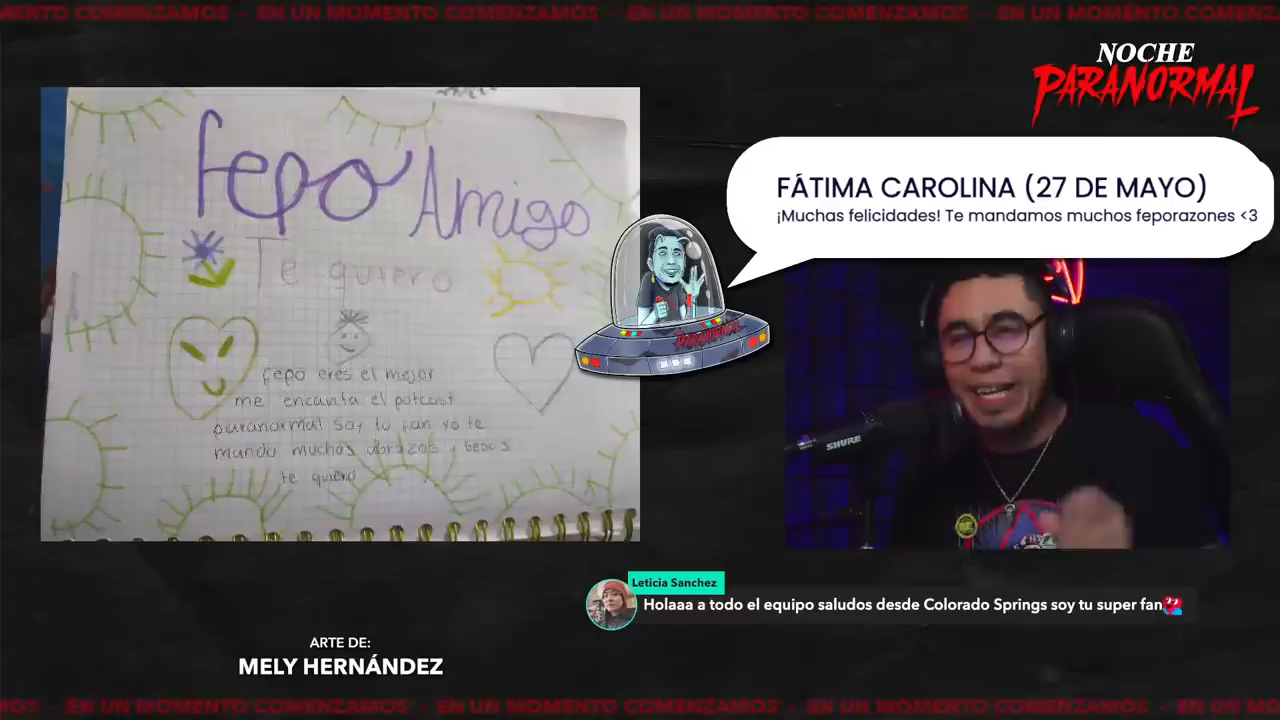 MENTO COMENZAMOS - EN UN MOMENTO COMENZAMOS - EN UN MOMENTO COMENZAMOS - EN UN MOMENTO COMENZA
NOCHE
PARANORMAL
FÁTIMA CAROLINA (27 DE MAYO)
¡Muchas felicidades! Te mandamos muchos feporazones <3
fepo Amigo
Te quiero
fepo eres el mejor
me encanta el potcast
paranormal soy tu fan yo te
mando muchos abrazos y besos
te quiero
PARANORMAL
SHURE
Leticia Sanchez
Holaaa a todo el equipo saludos desde Colorado Springs soy tu super fan
ARTE DE:
MELY HERNÁNDEZ
MOS - EN UN MOMENTO COMENZAMOS - EN UN MOMENTO COMENZAMOS - EN UN MOMENTO COMENZAMOS - EN UN MO